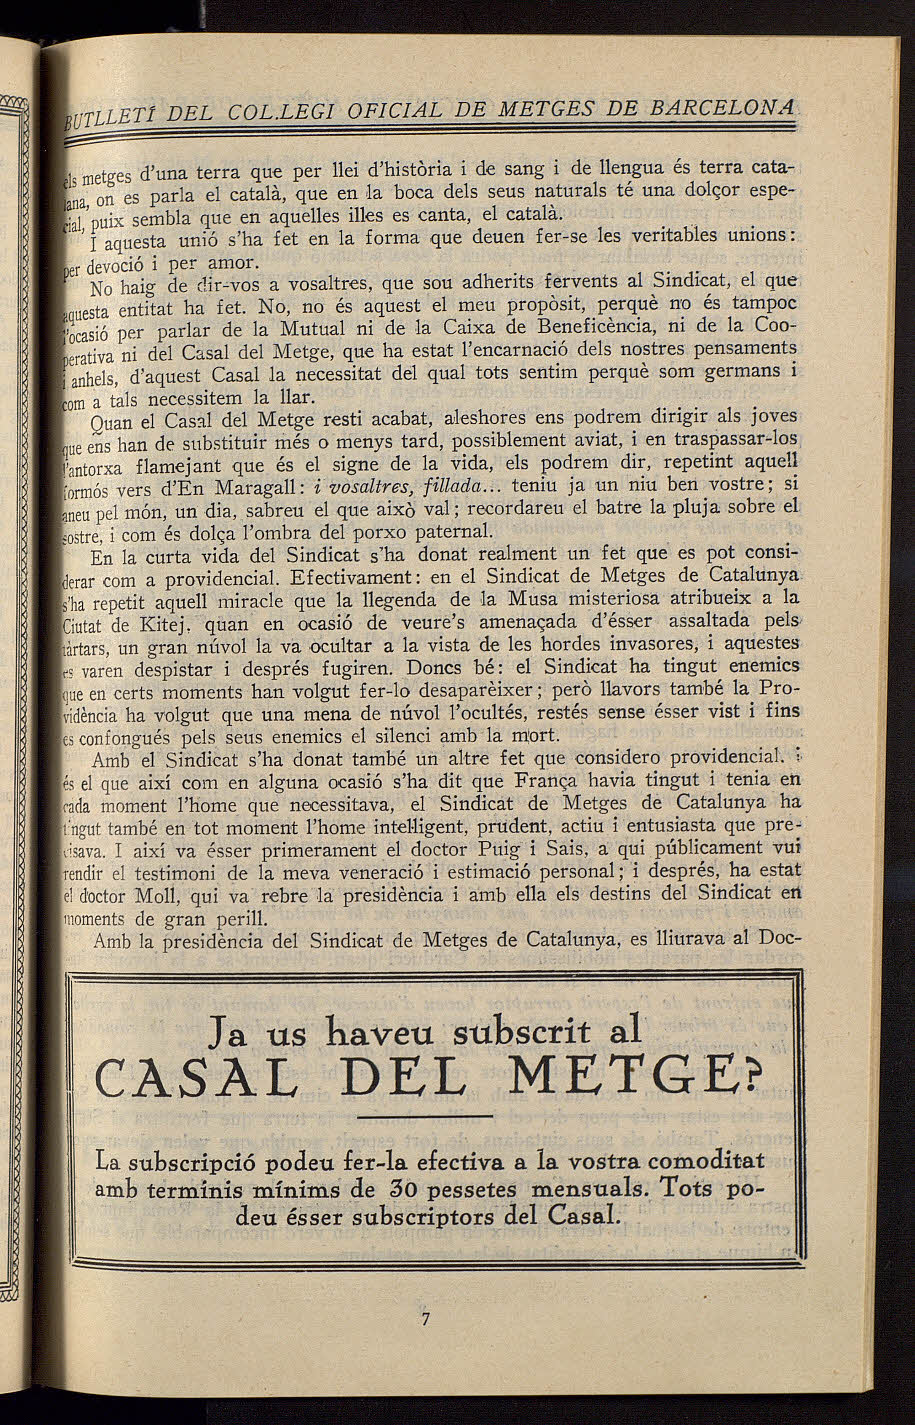 BUTLLETÍ DEL COL.LEGI OFICIAL DE METGES DE BARCELONA
els metges d'una terra que per llei d'història i de sang i de llengua és terra cata-
lana, on es parla el català, que en la boca dels seus naturals té una dolçor espe-
cial, puix sembla que en aquelles illes es canta, el català.
I aquesta unió s'ha fet en la forma que deuen fer-se les veritables unions:
per devoció i per amor.
No haig de dir-vos a vosaltres, que sou adherits fervents al Sindicat, el que
aquesta entitat ha fet. No, no és aquest el meu propòsit, perquè no és tampoc
l'ocasió per parlar de la Mutual ni de la Caixa de Beneficència, ni de la Coo-
perativa ni del Casal del Metge, que ha estat l'encarnació dels nostres pensaments
i anhels, d'aquest Casal la necessitat del qual tots sentim perquè som germans i
com a tals necessitem la llar.
Quan el Casal del Metge resti acabat, aleshores ens podrem dirigir als joves
que ens han de substituir més o menys tard, possiblement aviat, i en traspassar-los
l'antorxa flamejant que és el signe de la vida, els podrem dir, repetint aquell
formós vers d'En Maragall: i vosaltres, fillada... teniu ja un niu ben vostre; si
aneu pel món, un dia, sabreu el que això val; recordareu el batre la pluja sobre el
sostre, i com és dolça l'ombra del porxo paternal.
En la curta vida del Sindicat s'ha donat realment un fet que es pot consi-
derar com a providencial. Efectivament: en el Sindicat de Metges de Catalunya
s'ha repetit aquell miracle que la llegenda de la Musa misteriosa atribueix a la
Ciutat de Kitej, quan en ocasió de veure's amenaçada d'ésser assaltada pels
tàrtars, un gran núvol la va ocultar a la vista de les hordes invasores, i aquestes
es varen despistar i després fugiren. Doncs bé: el Sindicat ha tingut enemics
que en certs moments han volgut fer-lo desaparèixer; però llavors també la Pro-
vidència ha volgut que una mena de núvol l'ocultés, restés sense ésser vist i fins
es confongués pels seus enemics el silenci amb la mort.
Amb el Sindicat s'ha donat també un altre fet que considero providencial. i
és el que així com en alguna ocasió s'ha dit que França havia tingut i tenia en
cada moment l'home que necessitava, el Sindicat de Metges de Catalunya ha
tingut també en tot moment l'home intel·ligent, prudent, actiu i entusiasta que pre-
cisava. I així va ésser primerament el doctor Puig i Sais, a qui públicament vui
rendir el testimoni de la meva veneració i estimació personal; i després, ha estat
el doctor Moll, qui va rebre la presidència i amb ella els destins del Sindicat en
moments de gran perill.
Amb la presidència del Sindicat de Metges de Catalunya, es lliurava al Doc-
Ja us haveu subscrit al
CASAL DEL METGE?
La subscripció podeu fer-la efectiva a la vostra comoditat
amb terminis mínims de 30 pessetes mensuals. Tots po-
deu ésser subscriptors del Casal.
7